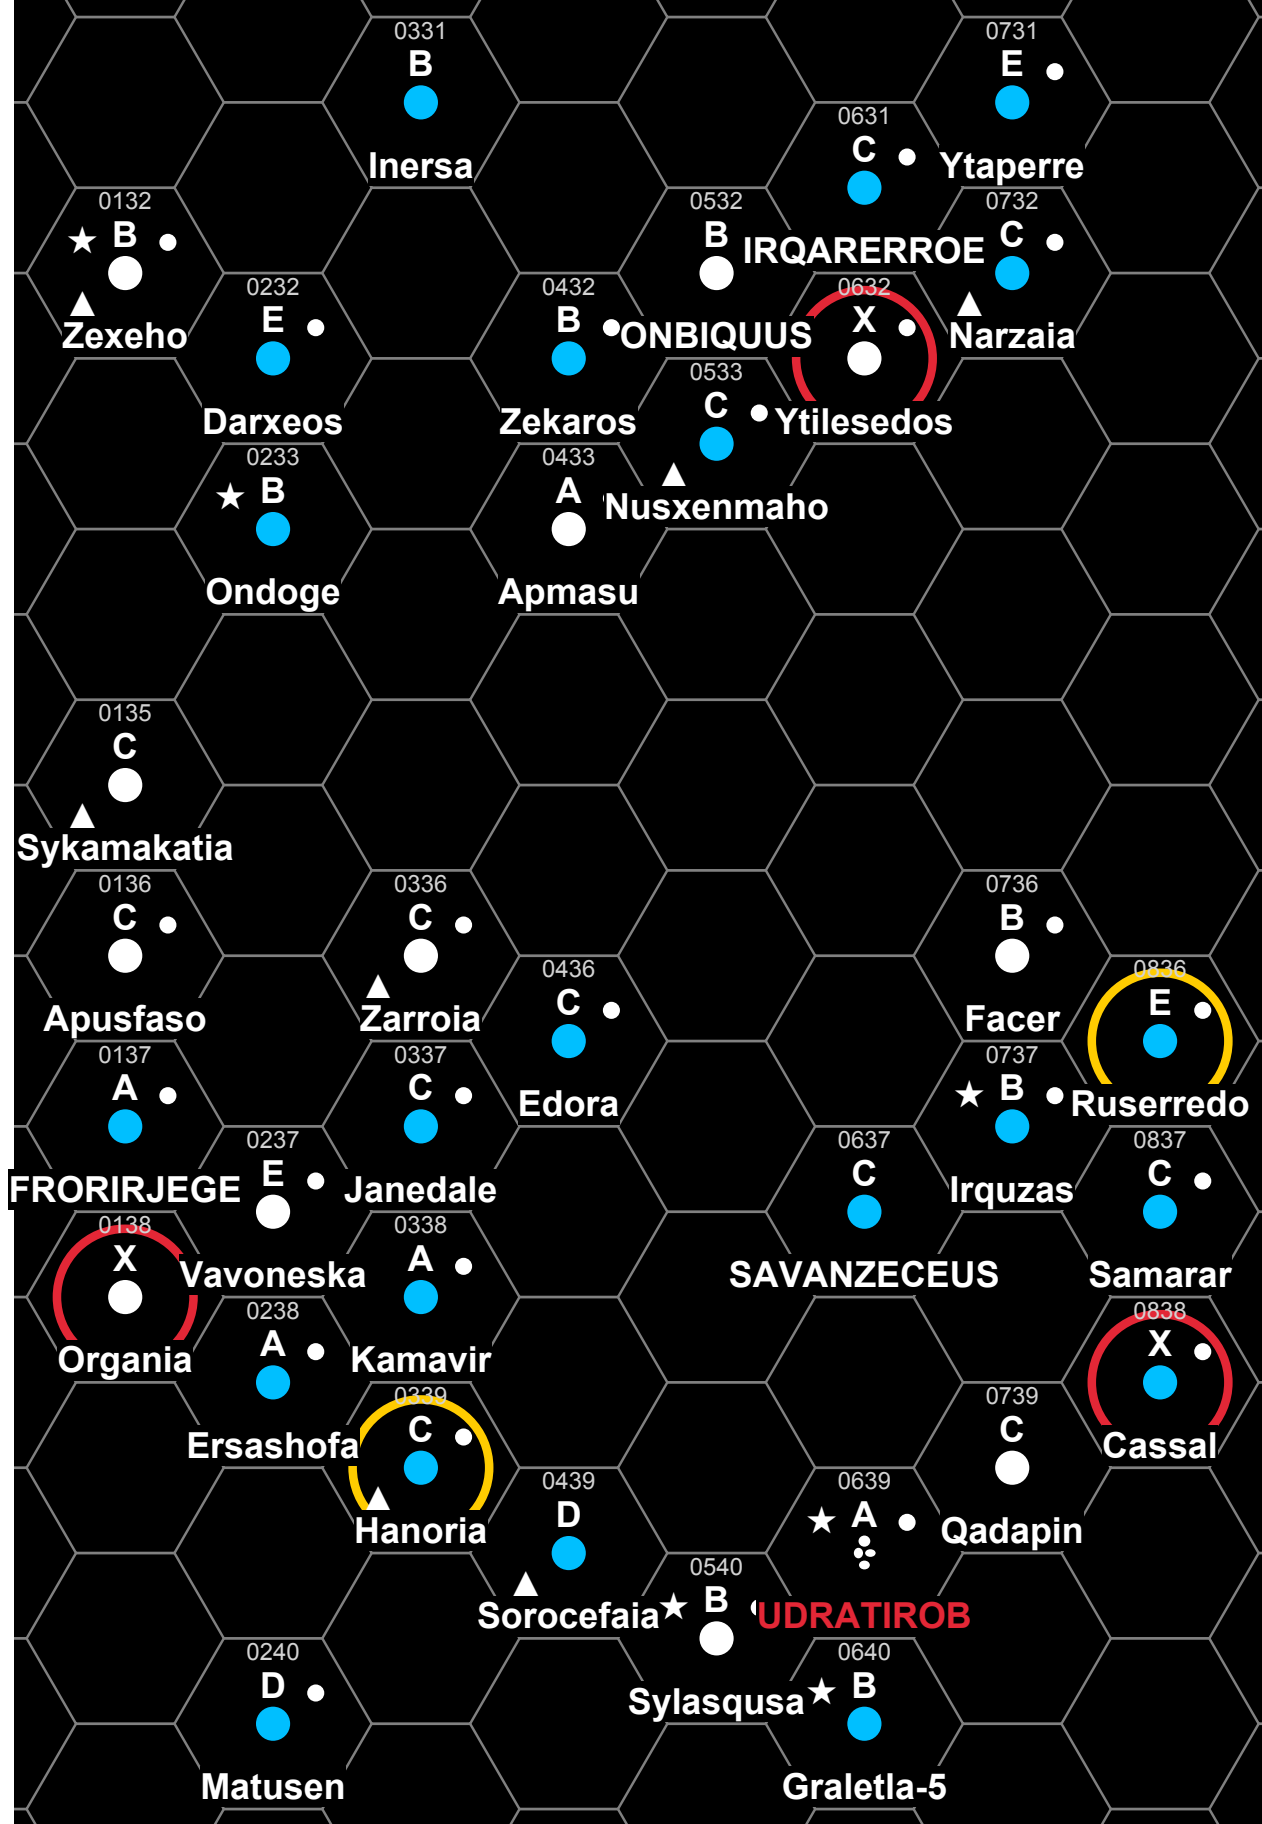 0331
B
Inersa
0731
E
Ytaperre
0631
C
IRQARERROE
0132
B
Zexeho
0532
B
ONBIQUUS
0732
C
Narzaia
0232
E
Darxeos
0432
B
Zekaros
0632
X
Ytilesedos
0533
C
Nusxenmaho
0233
B
Ondoge
0433
A
Apmasu
0135
C
Sykamakatia
0136
C
Apusfaso
0336
C
Zarroia
0736
B
Facer
0436
C
Edora
0836
E
Ruserredo
0137
A
FRORIRJEGE
0337
C
Janedale
0737
B
Irquzas
0237
E
Vavoneska
0637
C
SAVANZECEUS
0837
C
Samarar
0138
X
Organia
0338
A
Kamavir
0238
A
Ersashofa
0838
X
Cassal
0339
C
Hanoria
0739
C
Qadapin
0439
D
Sorocefaia
0639
A
UDRATIROB
0540
B
Sylasqusa
0240
D
Matusen
0640
B
Graletla-5